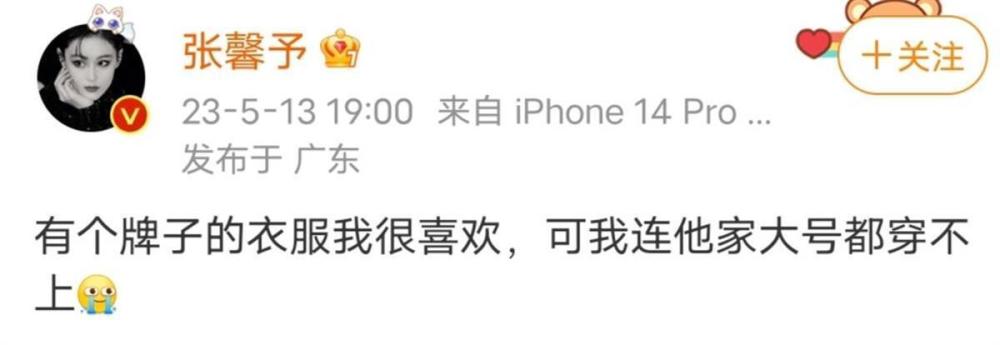 张馨予
+关注
23-5-13 19:00 来自 iPhone 14 Pro ...
发布于 广东
有个牌子的衣服我很喜欢，可我连他家大号都穿不
上😭